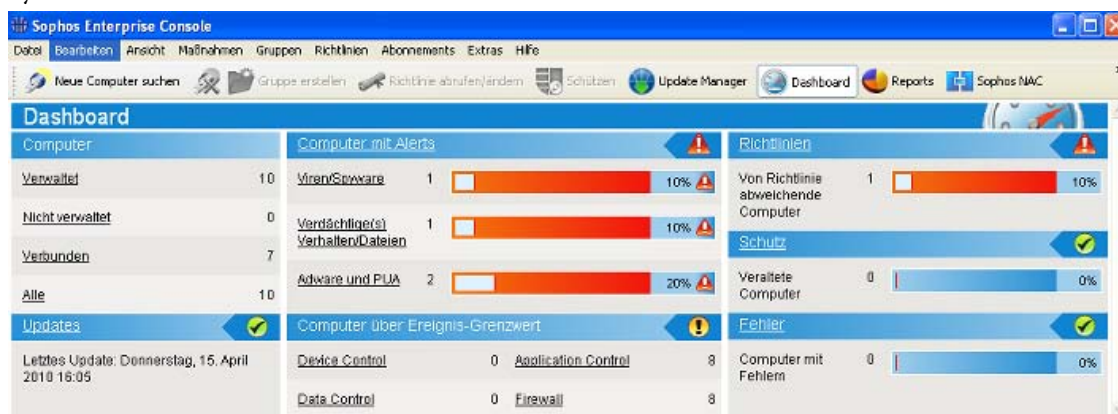 Sophos Enterprise Console
Datei Bearbeiten Ansicht Maßnahmen Gruppen Richtlinien Abonnements Extras Hilfe
Neue Computer suchen Gruppe erstellen Richtlinie abrufen/ändern Schützen Update Manager Dashboard Reports Sophos NAC
Dashboard
Computer
Verwaltet 10
Nicht verwaltet 0
Verbunden 7
Alle 10
Updates
Letztes Update: Donnerstag, 15. April
2010 16:05
Computer mit Alerts
Viren/Spyware 1 10%
Verdächtige(s) 1 10%
Verhalten/Dateien
Adware und PUA 2 20%
Computer über Ereignis-Grenzwert
Device Control 0 Application Control 8
Data Control 0 Firewall 8
Richtlinien
Von Richtlinie 1 10%
abweichende
Computer
Schutz
Veraltete 0 0%
Computer
Fehler
Computer mit 0 0%
Fehlern